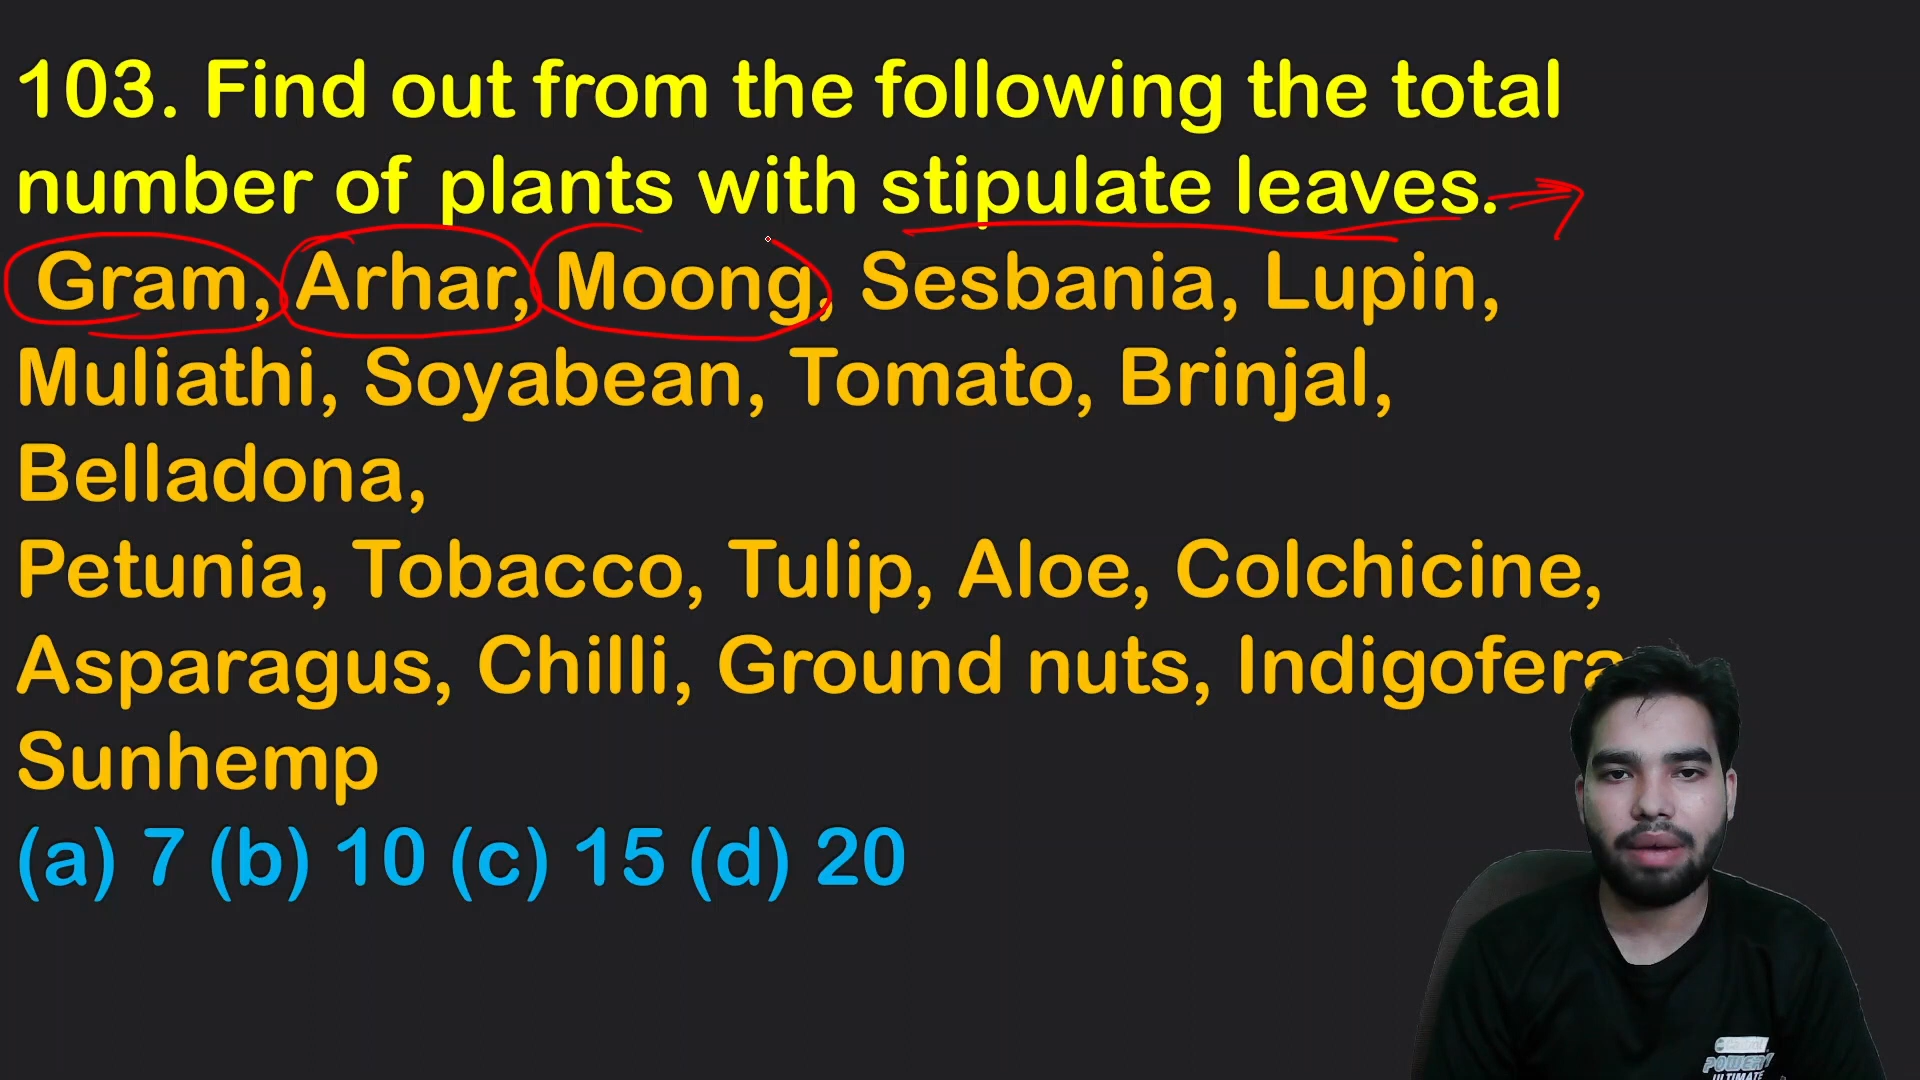 103. Find out from the following the total
number of plants with stipulate leaves.
Gram, Arhar, Moong, Sesbania, Lupin,
Muliathi, Soyabean, Tomato, Brinjal,
Belladona,
Petunia, Tobacco, Tulip, Aloe, Colchicine,
Asparagus, Chilli, Ground nuts, Indigofera
Sunhemp
(a) 7 (b) 10 (c) 15 (d) 20
POWER
ULTIMATE